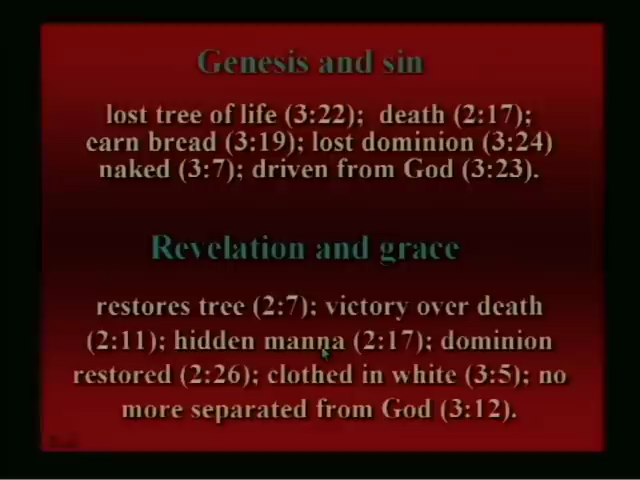 Genesis and sin
lost tree of life (3:22); death (2:17);
earn bread (3:19); lost dominion (3:24)
naked (3:7); driven from God (3:23).
Revelation and grace
restores tree (2:7); victory over death
(2:11); hidden manna (2:17); dominion
restored (2:26); clothed in white (3:5); no
more separated from God (3:12).